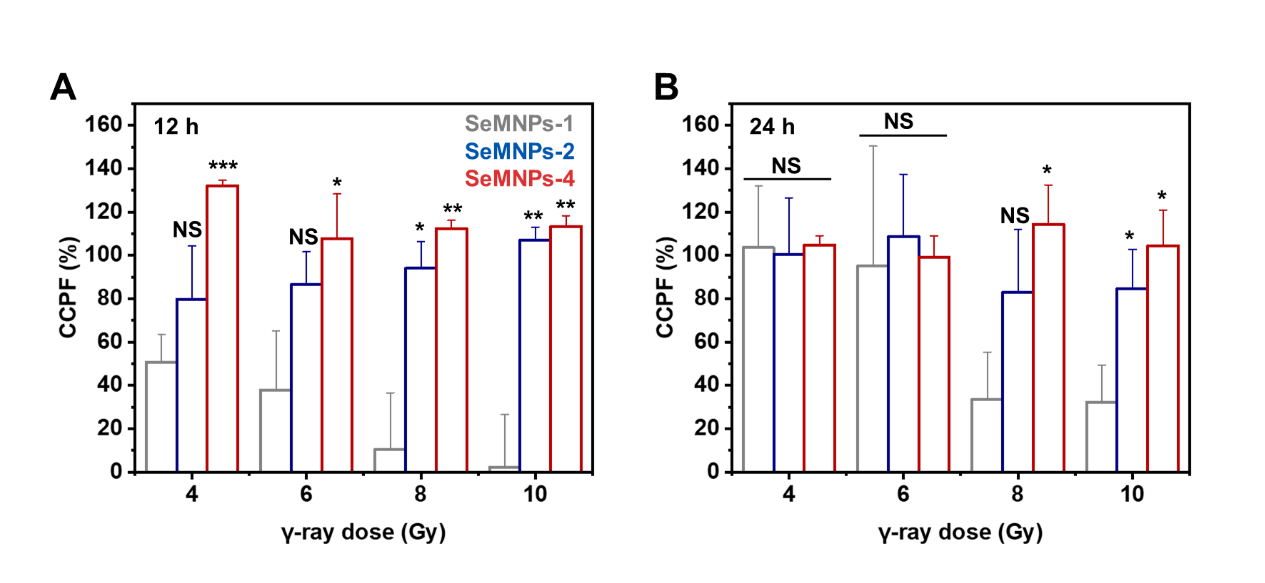 A
B
12 h
SeMNPs-1
SeMNPs-2
SeMNPs-4
CCPF (%)
160
140
120
100
80
60
40
20
0
NS
***
NS
*
*
**
**
**
4 6 8 10
γ-ray dose (Gy)
24 h
CCPF (%)
160
140
120
100
80
60
40
20
0
NS
NS
NS
*
*
*
4 6 8 10
γ-ray dose (Gy)